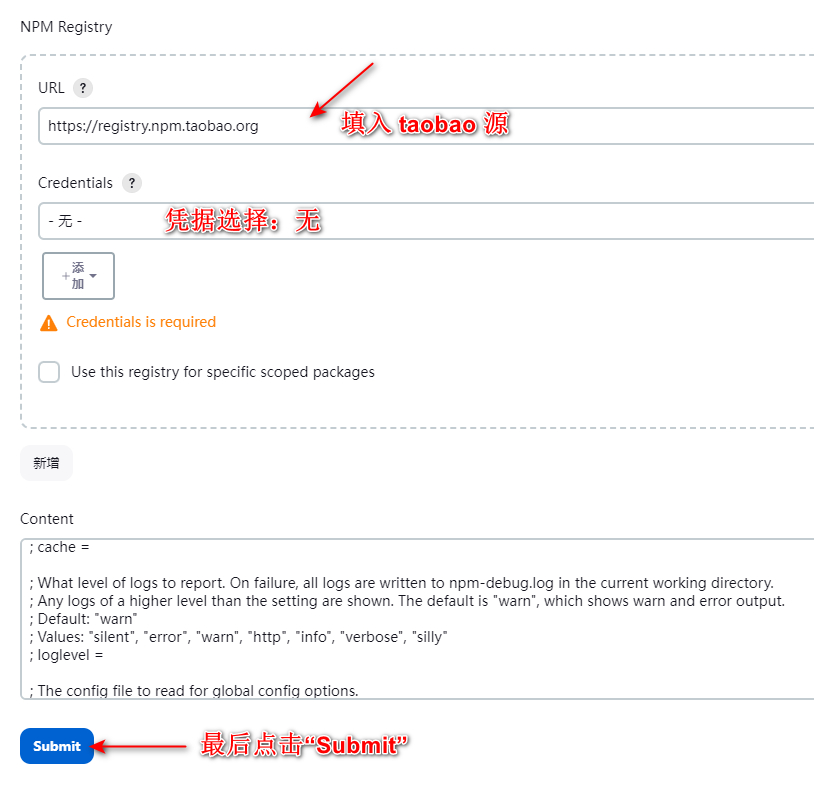 NPM Registry
URL ?
https://registry.npm.taobao.org
填入 taobao 源
Credentials ?
- 无 -
凭据选择：无
+添加
Credentials is required
Use this registry for specific scoped packages
新增
Content
; cache =
; What level of logs to report. On failure, all logs are written to npm-debug.log in the current working directory.
; Any logs of a higher level than the setting are shown. The default is "warn", which shows warn and error output.
; Default: "warn"
; Values: "silent", "error", "warn", "http", "info", "verbose", "silly"
; loglevel =
; The config file to read for global config options.
Submit
最后点击“Submit”